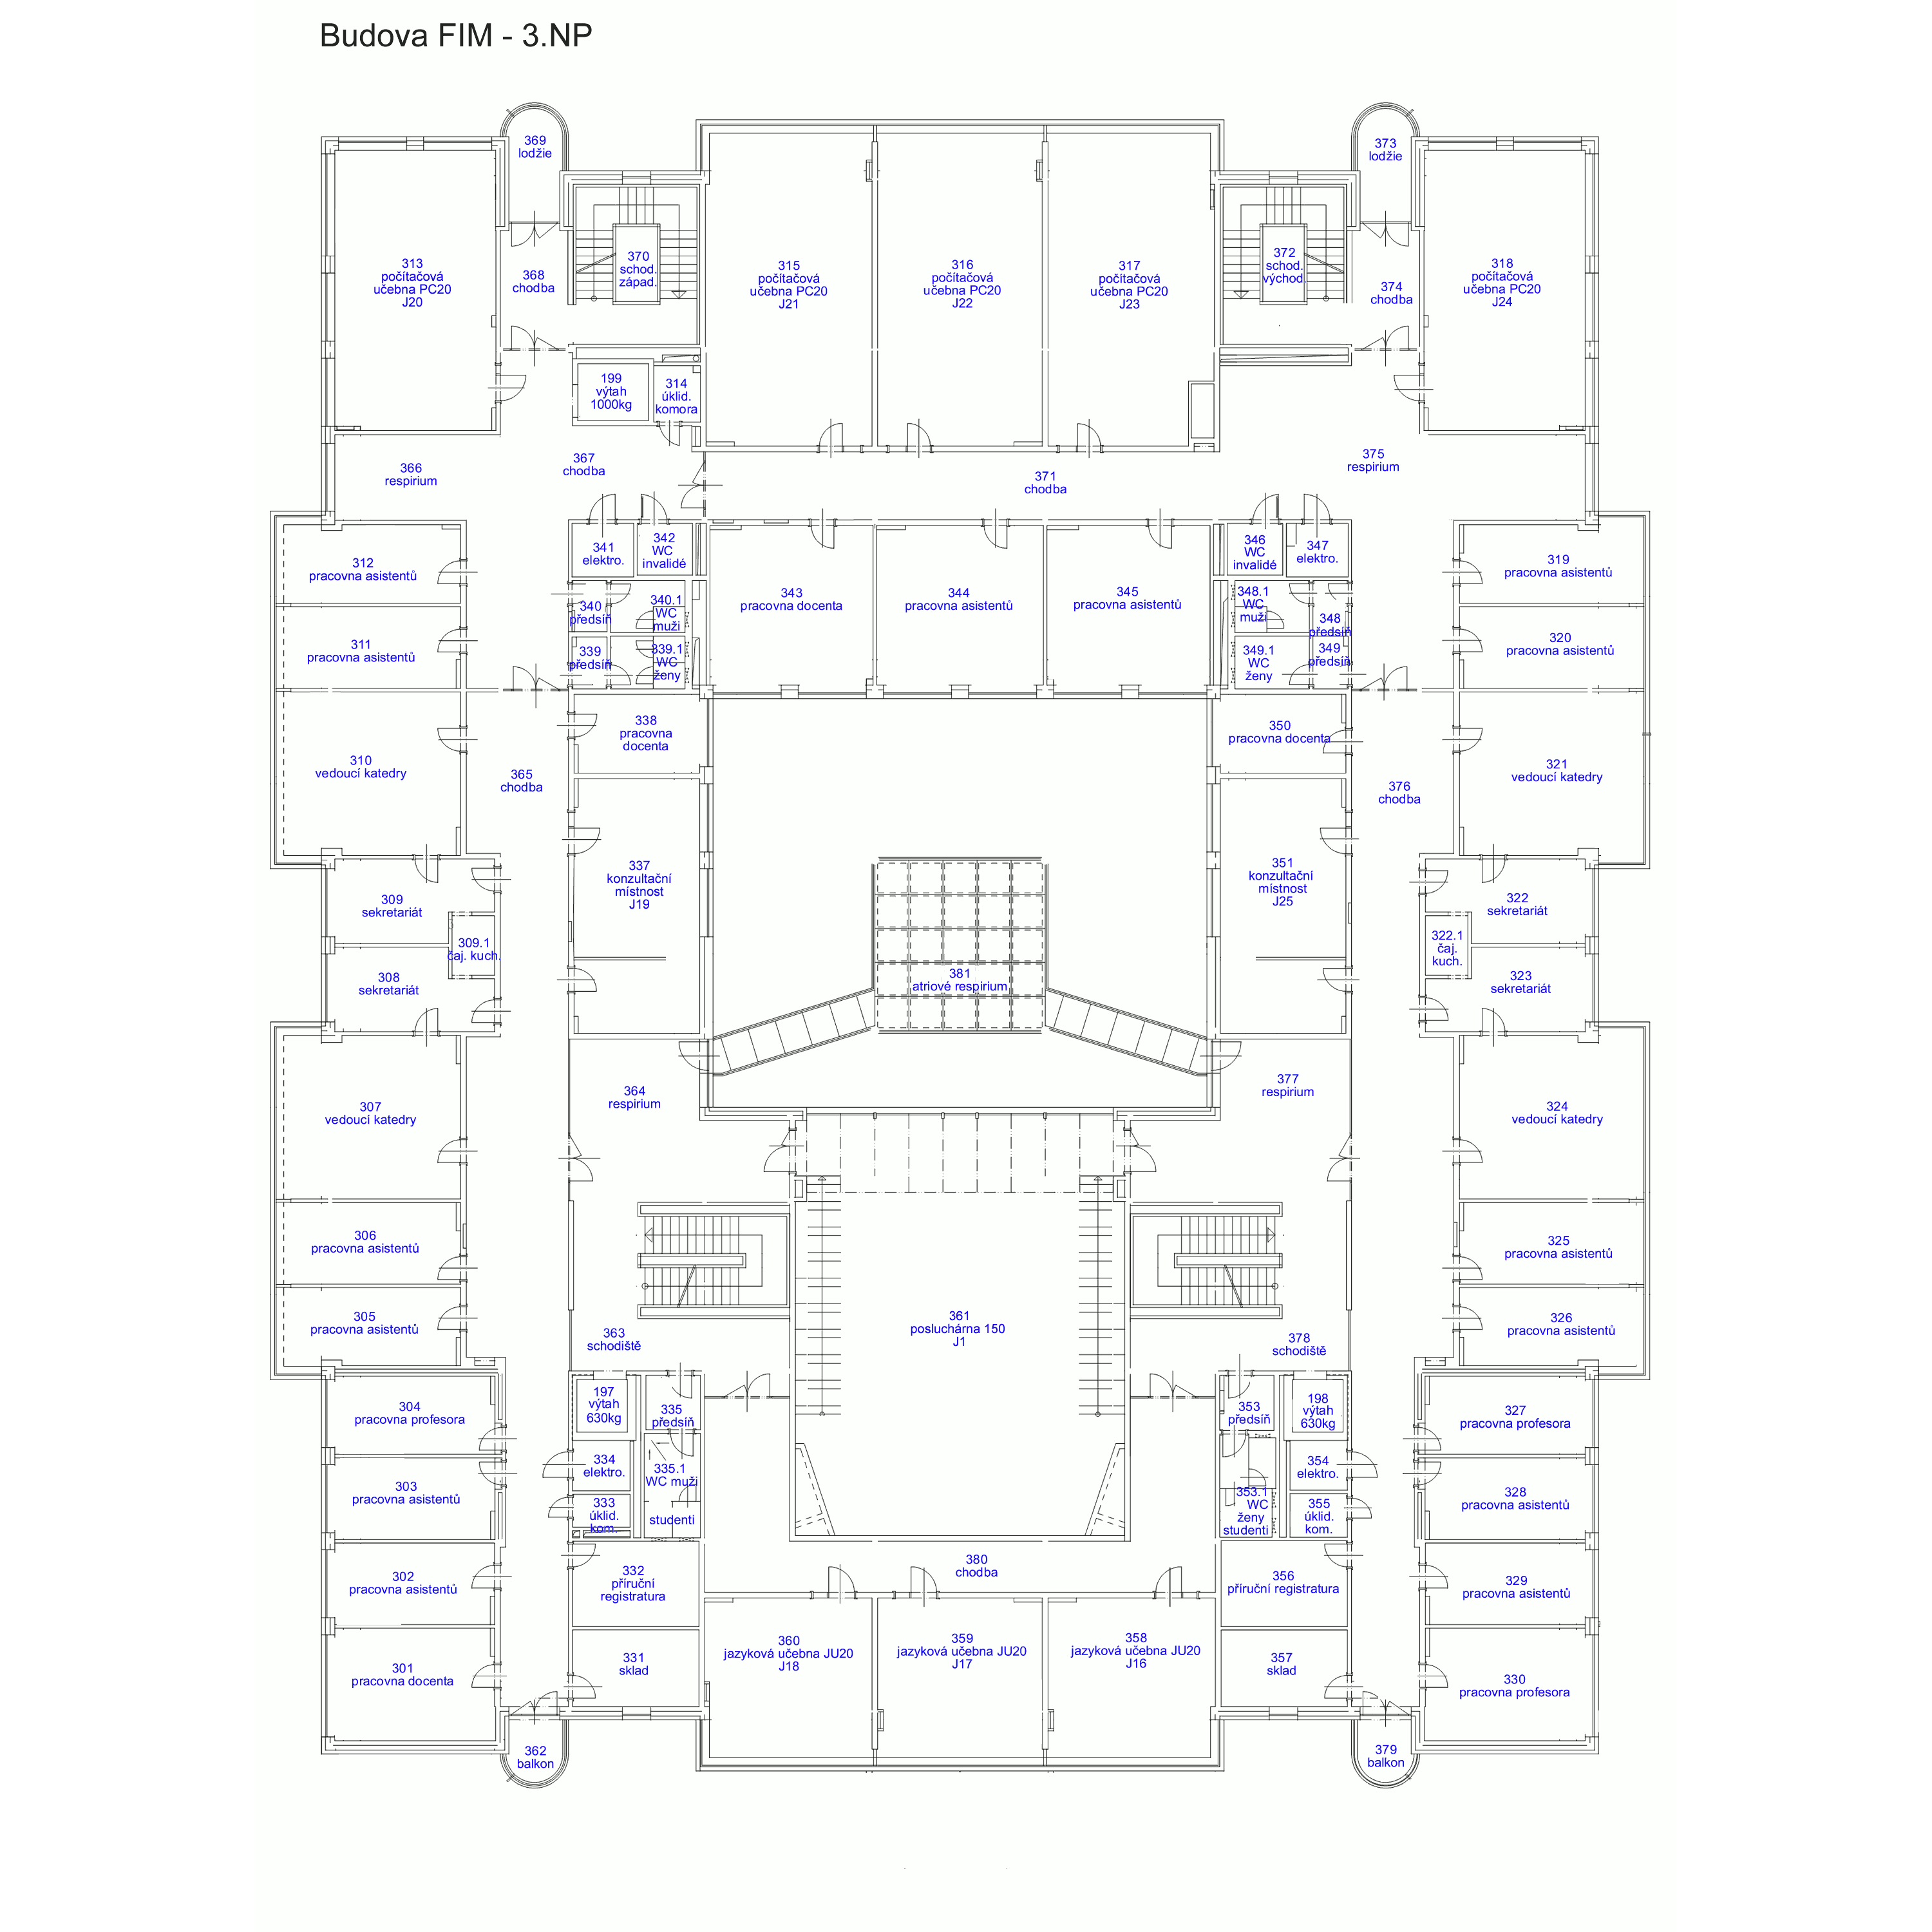 Budova FIM - 3.NP
369
lodžie
373
lodžie
313
počítačová
učebna PC20
J20
368
chodba
370
schod.
západ.
315
počítačová
učebna PC20
J21
316
počítačová
učebna PC20
J22
317
počítačová
učebna PC20
J23
372
schod.
východ.
374
chodba
318
počítačová
učebna PC20
J24
199
výtah
1000kg
314
úklid.
komora
366
respirium
367
chodba
371
chodba
375
respirium
312
pracovna asistentů
341
elektro.
342
WC
invalidé
346
WC
invalidé
347
elektro.
319
pracovna asistentů
340
předsíň
340.1
WC
muži
343
pracovna docenta
344
pracovna asistentů
345
pracovna asistentů
348.1
WC
muži
348
předsíň
311
pracovna asistentů
339
předsíň
339.1
WC
ženy
349.1
WC
ženy
349
předsíň
320
pracovna asistentů
338
pracovna
docenta
350
pracovna docenta
310
vedoucí katedry
365
chodba
376
chodba
321
vedoucí katedry
337
konzultační
místnost
J19
351
konzultační
místnost
J25
309
sekretariát
309.1
čaj. kuch.
322
sekretariát
322.1
čaj.
kuch.
308
sekretariát
381
atriové respirium
323
sekretariát
307
vedoucí katedry
364
respirium
377
respirium
324
vedoucí katedry
306
pracovna asistentů
325
pracovna asistentů
305
pracovna asistentů
363
schodiště
361
posluchárna 150
J1
378
schodiště
326
pracovna asistentů
304
pracovna profesora
197
výtah
630kg
335
předsíň
353
předsíň
198
výtah
630kg
327
pracovna profesora
303
pracovna asistentů
334
elektro.
335.1
WC muži
studenti
333
úklid.
kom.
353.1
WC
ženy
studenti
354
elektro.
355
úklid.
kom.
328
pracovna asistentů
302
pracovna asistentů
332
příruční
registratura
380
chodba
356
příruční registratura
329
pracovna asistentů
301
pracovna docenta
331
sklad
360
jazyková učebna JU20
J18
359
jazyková učebna JU20
J17
358
jazyková učebna JU20
J16
357
sklad
330
pracovna profesora
362
balkon
379
balkon